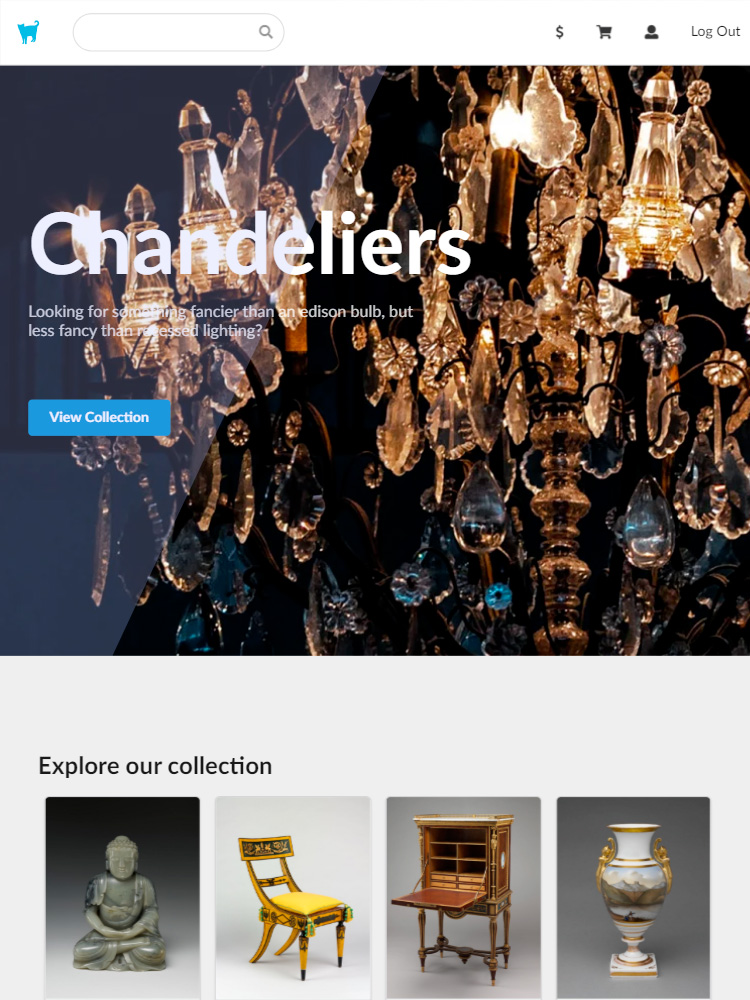 $
Log Out
Chandeliers
Looking for something fancier than an edison bulb, but
less fancy than recessed lighting?
View Collection
Explore our collection